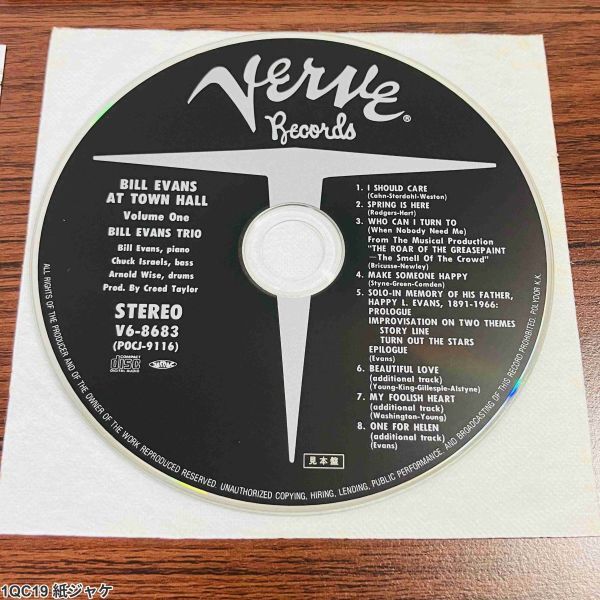 Verve®
Records
BILL EVANS
AT TOWN HALL
Volume One
BILL EVANS TRIO
Bill Evans, piano
Chuck Israels, bass
Arnold Wise, drums
Prod. By Creed Taylor
STEREO
V6-8683
(POCJ-9116)
COMPACT
DISC
DIGITAL AUDIO
1. I SHOULD CARE
(Cahn-Stordahl-Weston)
2. SPRING IS HERE
(Rodgers-Hart)
3. WHO CAN I TURN TO
(When Nobody Need Me)
From The Musical Production
"THE ROAR OF THE GREASEPAINT
—The Smell Of The Crowd"
(Bricusse-Newley)
4. MAKE SOMEONE HAPPY
(Styne-Green-Comden)
5. SOLO-IN MEMORY OF HIS FATHER,
HAPPY L. EVANS, 1891-1966:
PROLOGUE
IMPROVISATION ON TWO THEMES
STORY LINE
TURN OUT THE STARS
EPILOGUE
(Evans)
6. BEAUTIFUL LOVE
(additional track)
(Young-King-Gillespie-Alstyne)
7. MY FOOLISH HEART
(additional track)
(Washington-Young)
8. ONE FOR HELEN
(additional track)
(Evans)
見本盤
ALL RIGHTS OF THE PRODUCER AND OF THE OWNER OF THE WORK REPRODUCED RESERVED. UNAUTHORIZED COPYING, HIRING, LENDING, PUBLIC PERFORMANCE, AND BROADCASTING OF THIS RECORD PROHIBITED. POLYDOR K.K.
1QC19 紙ジャケ